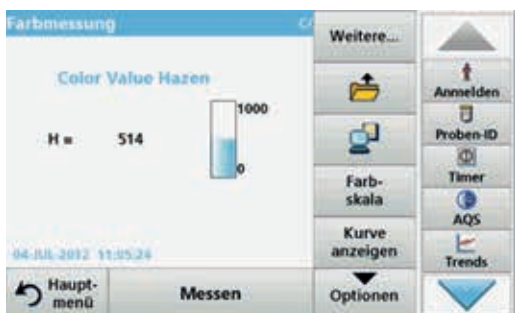 Farbmessung
Color Value Hazen
1000
H = 514
0
04-JUL-2012 11:05:24
Haupt-
menü
Messen
Weitere...
Farb-
skala
Kurve
anzeigen
Optionen
Anmelden
Proben-ID
Timer
AQS
Trends